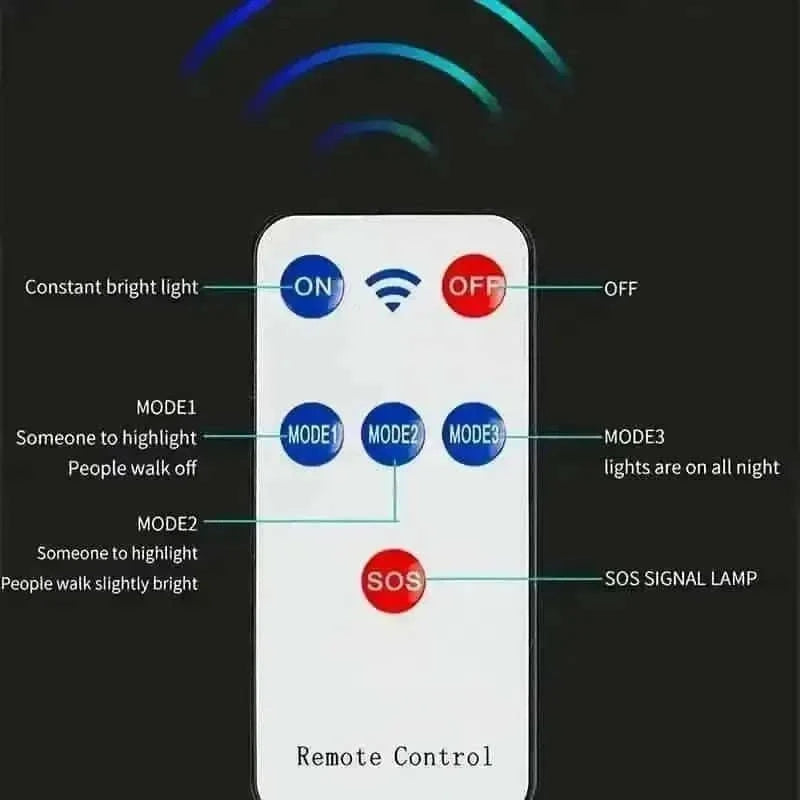 Constant bright light
ON
OFF
OFF
MODE1
Someone to highlight
People walk off
MODE1
MODE2
MODE3
MODE3
lights are on all night
MODE2
Someone to highlight
People walk slightly bright
SOS
SOS SIGNAL LAMP
Remote Control